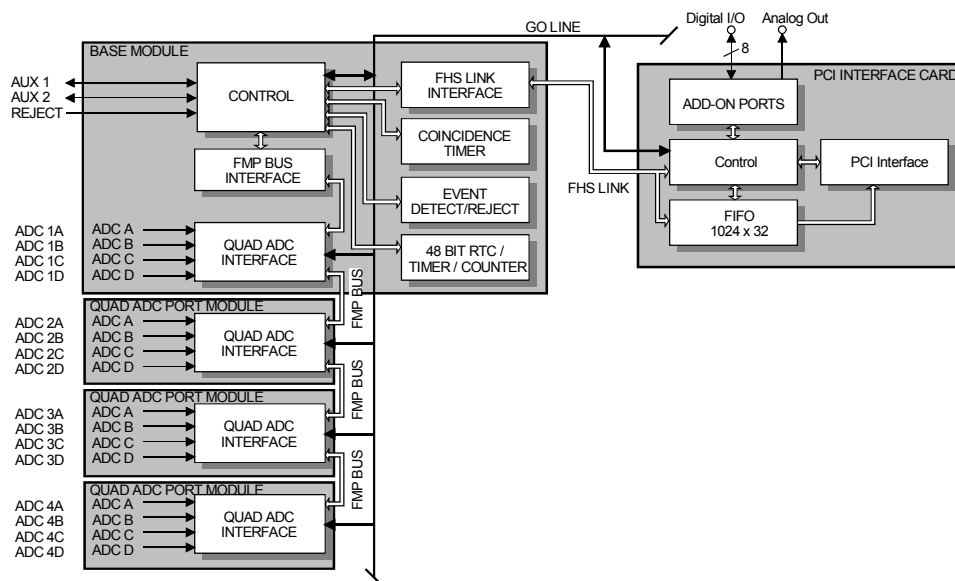 Digital I/O
Analog Out
GO LINE
8
BASE MODULE
PCI INTERFACE CARD
AUX 1
AUX 2
REJECT
CONTROL
FHS LINK
INTERFACE
ADD-ON PORTS
COINCIDENCE
TIMER
FMP BUS
INTERFACE
Control
PCI Interface
FHS LINK
EVENT
DETECT/REJECT
FIFO
1024 x 32
ADC 1A
ADC 1B
ADC 1C
ADC 1D
ADC A
ADC B
ADC C
ADC D
QUAD ADC
INTERFACE
48 BIT RTC /
TIMER / COUNTER
FMP BUS
QUAD ADC PORT MODULE
ADC 2A
ADC 2B
ADC 2C
ADC 2D
ADC A
ADC B
ADC C
ADC D
QUAD ADC
INTERFACE
FMP BUS
QUAD ADC PORT MODULE
ADC 3A
ADC 3B
ADC 3C
ADC 3D
ADC A
ADC B
ADC C
ADC D
QUAD ADC
INTERFACE
FMP BUS
QUAD ADC PORT MODULE
ADC 4A
ADC 4B
ADC 4C
ADC 4D
ADC A
ADC B
ADC C
ADC D
QUAD ADC
INTERFACE